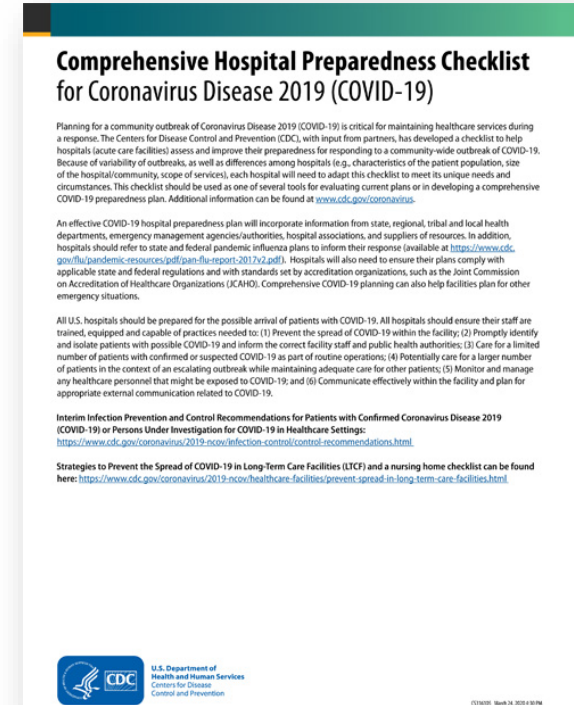 Comprehensive Hospital Preparedness Checklist
for Coronavirus Disease 2019 (COVID-19)
Planning for a community outbreak of Coronavirus Disease 2019 (COVID-19) is critical for maintaining healthcare services during
a response. The Centers for Disease Control and Prevention (CDC), with input from partners, has developed a checklist to help
hospitals (acute care facilities) assess and improve their preparedness for responding to a community-wide outbreak of COVID-19.
Because of variability of outbreaks, as well as differences among hospitals (e.g., characteristics of the patient population, size
of the hospital/community, scope of services), each hospital will need to adapt this checklist to meet its unique needs and
circumstances. This checklist should be used as one of several tools for evaluating current plans or in developing a comprehensive
COVID-19 preparedness plan. Additional information can be found at www.cdc.gov/coronavirus.
An effective COVID-19 hospital preparedness plan will incorporate information from state, regional, tribal and local health
departments, emergency management agencies/authorities, hospital associations, and suppliers of resources. In addition,
hospitals should refer to state and federal pandemic influenza plans to inform their response (available at https://www.cdc.
gov/flu/pandemic-resources/pdf/pan-flu-report-2017v2.pdf). Hospitals will also need to ensure their plans comply with
applicable state and federal regulations and with standards set by accreditation organizations, such as the Joint Commission
on Accreditation of Healthcare Organizations (JCAHO). Comprehensive COVID-19 planning can also help facilities plan for other
emergency situations.
All U.S. hospitals should be prepared for the possible arrival of patients with COVID-19. All hospitals should ensure their staff are
trained, equipped and capable of practices needed to: (1) Prevent the spread of COVID-19 within the facility; (2) Promptly identify
and isolate patients with possible COVID-19 and inform the correct facility staff and public health authorities; (3) Care for a limited
number of patients with confirmed or suspected COVID-19 as part of routine operations; (4) Potentially care for a larger number
of patients in the context of an escalating outbreak while maintaining adequate care for other patients; (5) Monitor and manage
any healthcare personnel that might be exposed to COVID-19; and (6) Communicate effectively within the facility and plan for
appropriate external communication related to COVID-19.
Interim Infection Prevention and Control Recommendations for Patients with Confirmed Coronavirus Disease 2019
(COVID-19) or Persons Under Investigation for COVID-19 in Healthcare Settings:
https://www.cdc.gov/coronavirus/2019-ncov/infection-control/control-recommendations.html
Strategies to Prevent the Spread of COVID-19 in Long-Term Care Facilities (LTCF) and a nursing home checklist can be found
here: https://www.cdc.gov/coronavirus/2019-ncov/healthcare-facilities/prevent-spread-in-long-term-care-facilities.html
CDC
U.S. Department of
Health and Human Services
Centers for Disease
Control and Prevention
March 24, 2020 4:30 PM